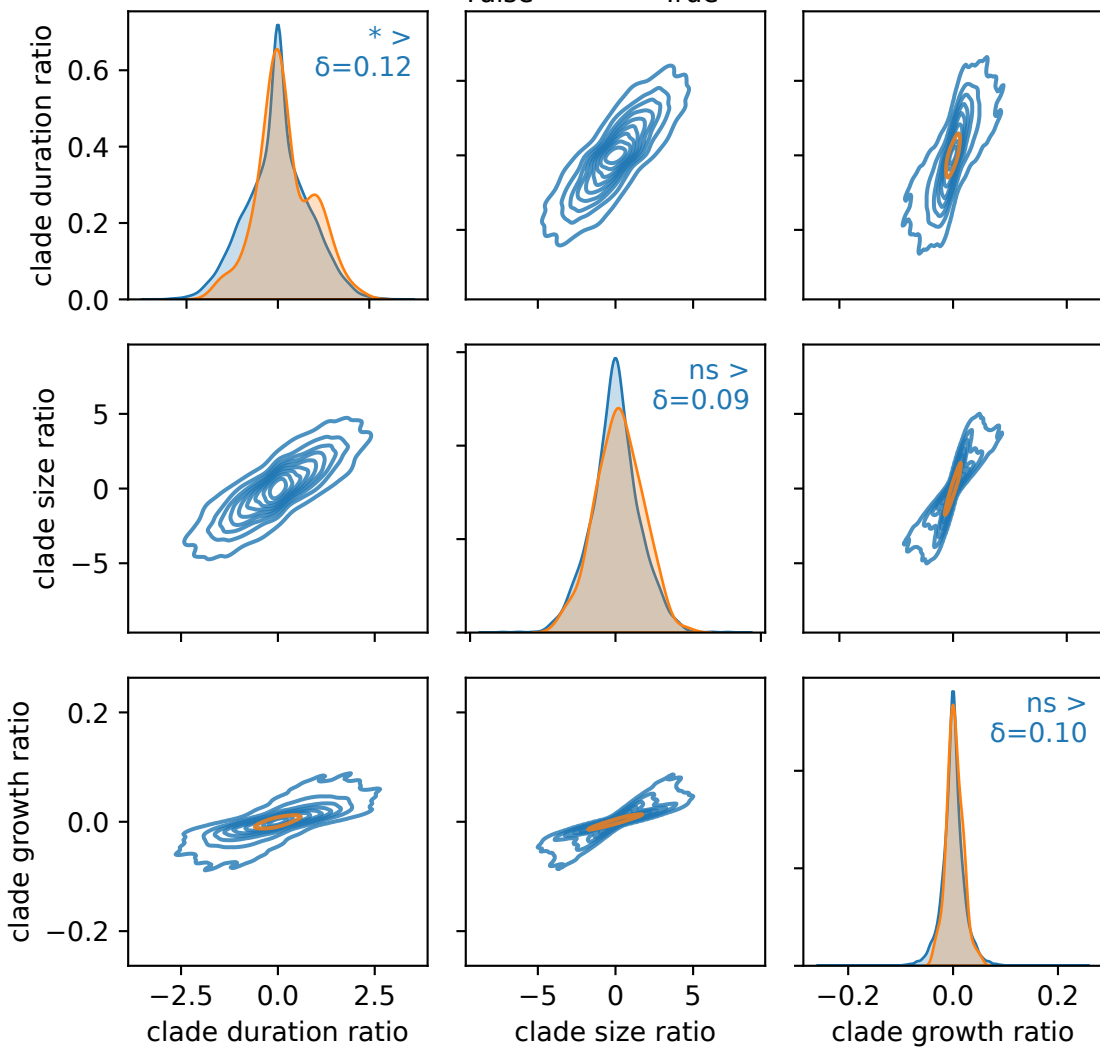 clade duration ratio
0.6
0.4
0.2
0.0
* >
δ=0.12
clade size ratio
5
0
−5
ns >
δ=0.09
clade growth ratio
0.2
0.0
−0.2
ns >
δ=0.10
−2.5 0.0 2.5
−5 0 5
−0.2 0.0 0.2
clade duration ratio
clade size ratio
clade growth ratio